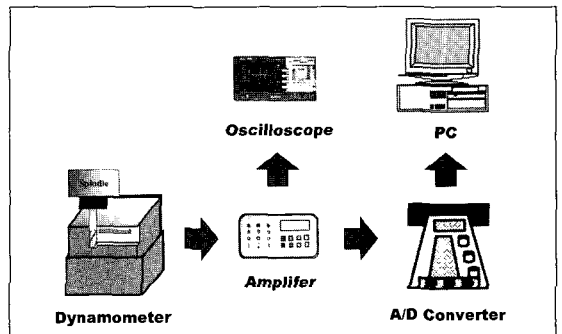 Oscilloscope
PC
Spindle
Amplifer
Dynamometer
A/D Converter